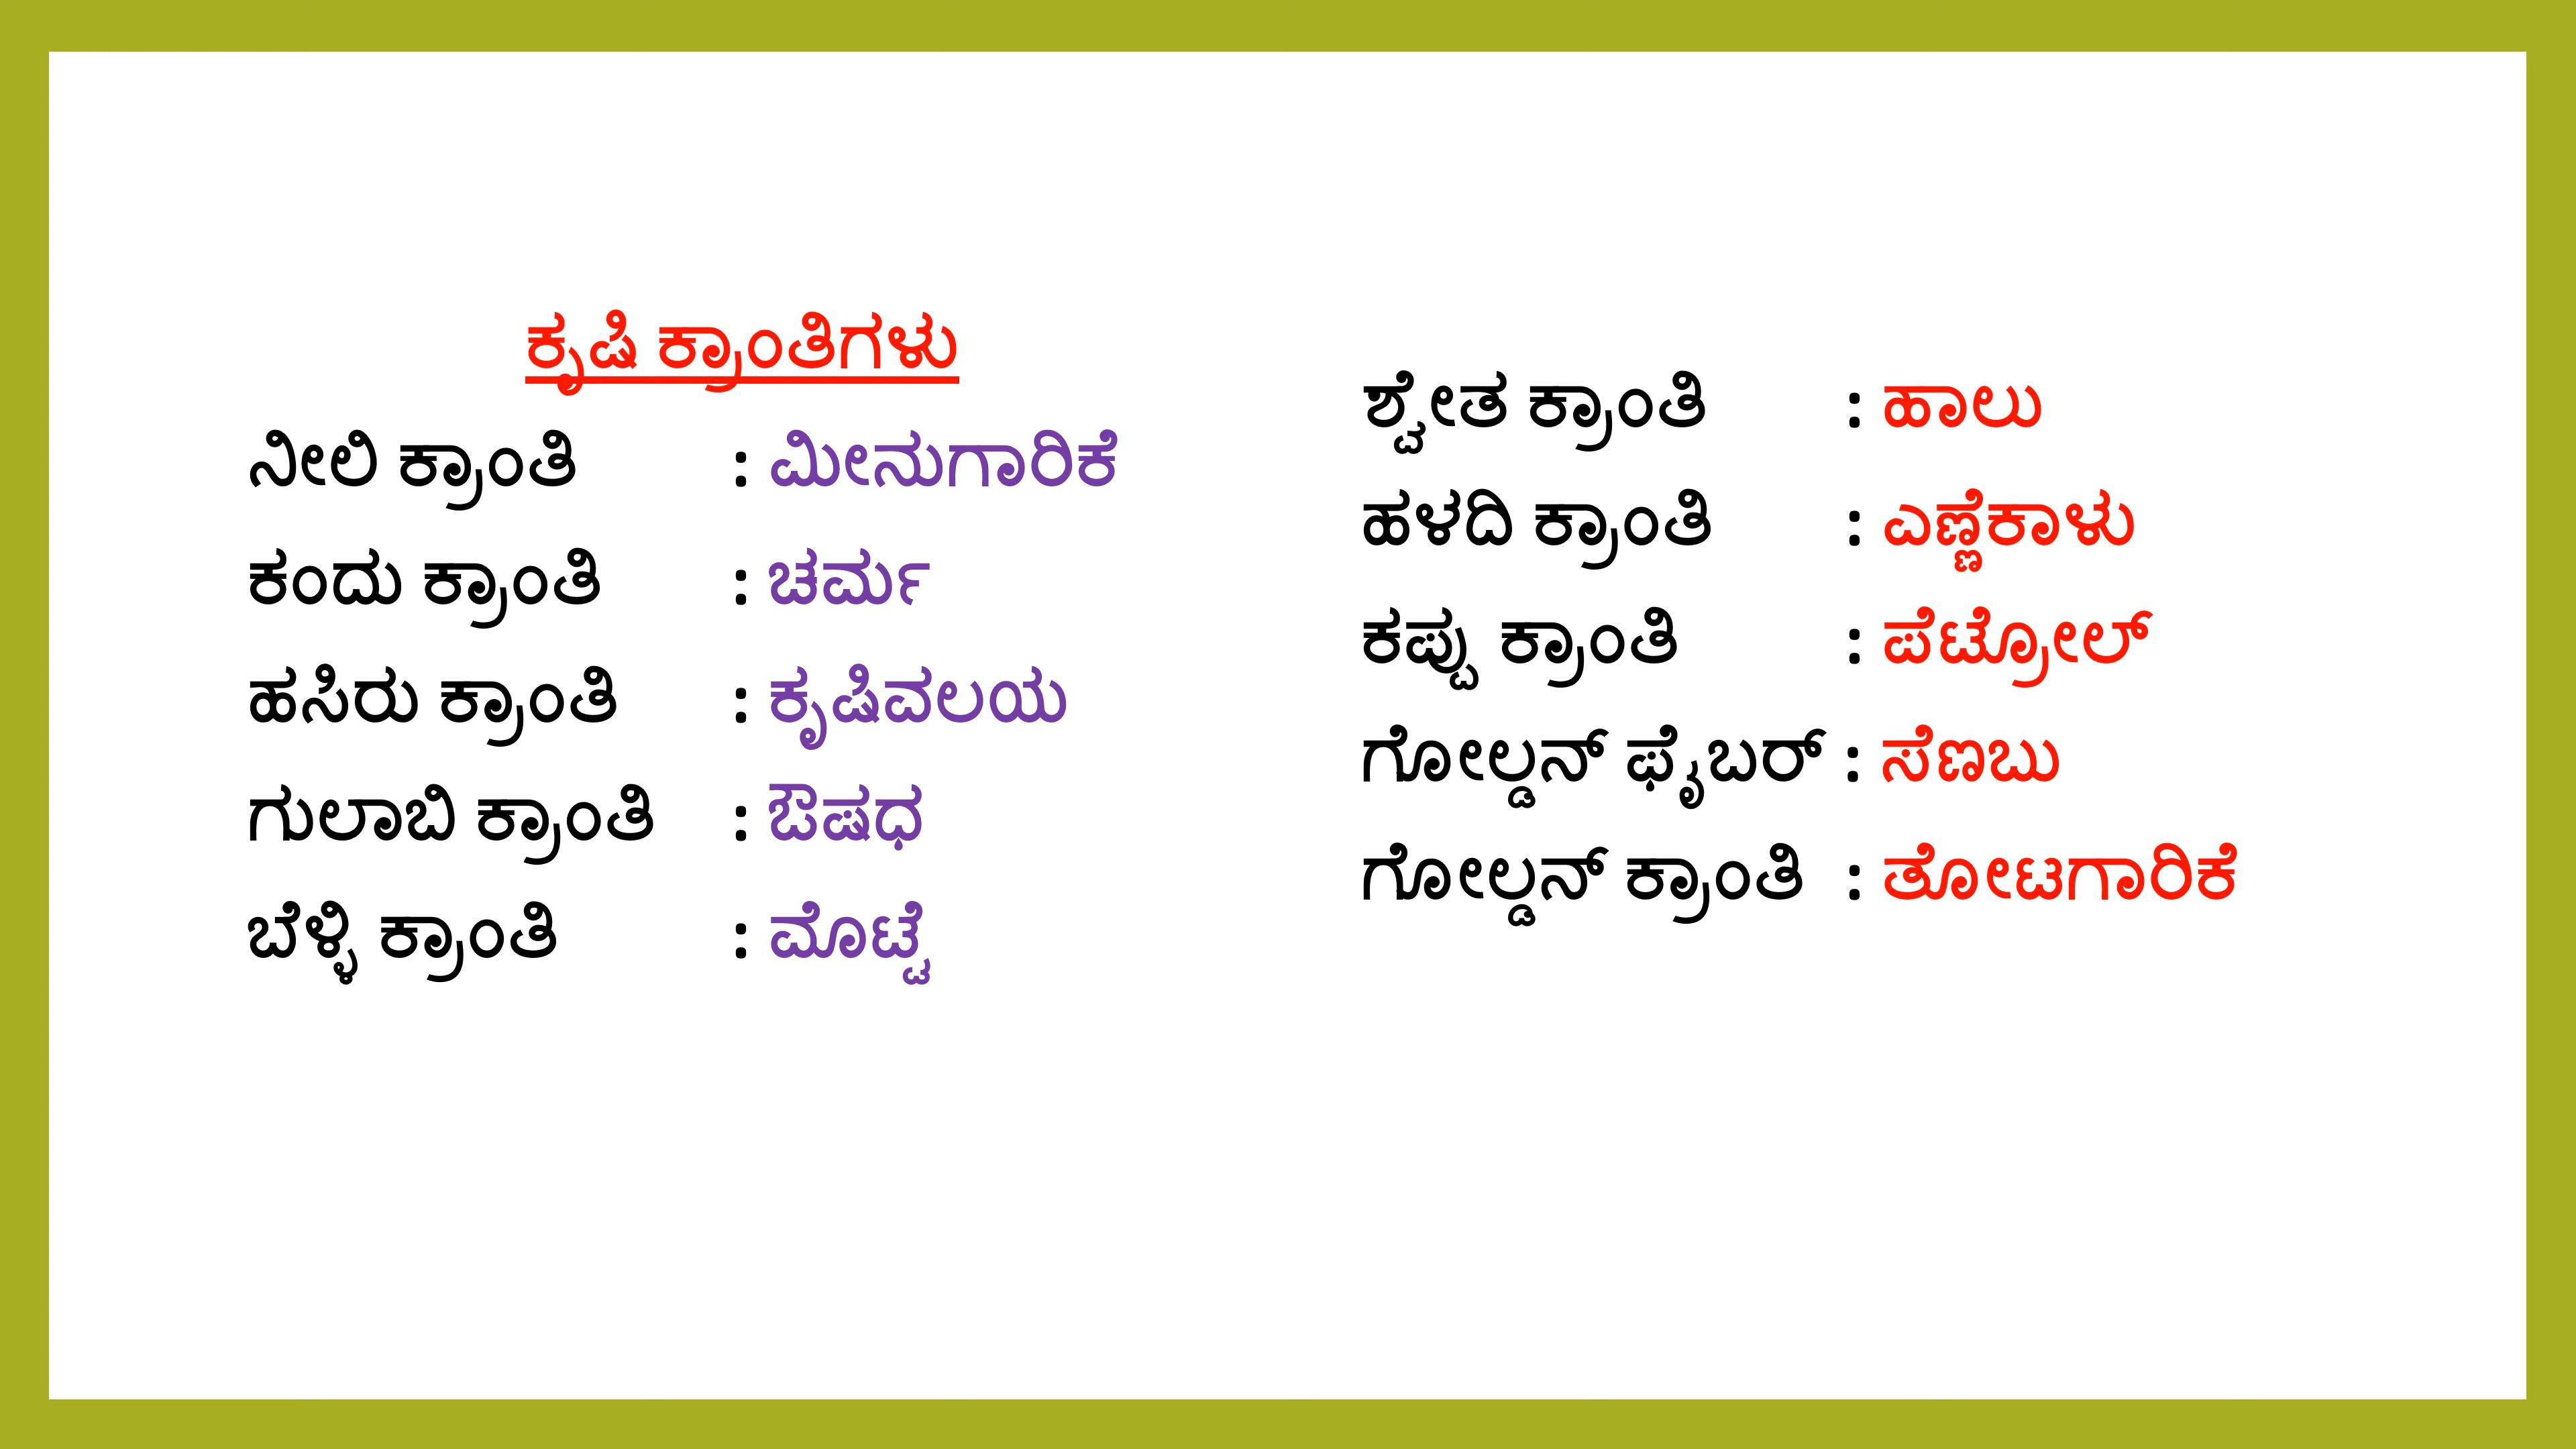 ಕೃಷಿ ಕ್ರಾಂತಿಗಳು
ನೀಲಿ ಕ್ರಾಂತಿ : ಮೀನುಗಾರಿಕೆ
ಕಂದು ಕ್ರಾಂತಿ : ಚರ್ಮ
ಹಸಿರು ಕ್ರಾಂತಿ : ಕೃಷಿವಲಯ
ಗುಲಾಬಿ ಕ್ರಾಂತಿ : ಔಷಧ
ಬೆಳ್ಳಿ ಕ್ರಾಂತಿ : ಮೊಟ್ಟೆ
ಶ್ವೇತ ಕ್ರಾಂತಿ : ಹಾಲು
ಹಳದಿ ಕ್ರಾಂತಿ : ಎಣ್ಣೆಕಾಳು
ಕಪ್ಪು ಕ್ರಾಂತಿ : ಪೆಟ್ರೋಲ್
ಗೋಲ್ಡನ್ ಫೈಬರ್ : ಸೆಣಬು
ಗೋಲ್ಡನ್ ಕ್ರಾಂತಿ : ತೋಟಗಾರಿಕೆ